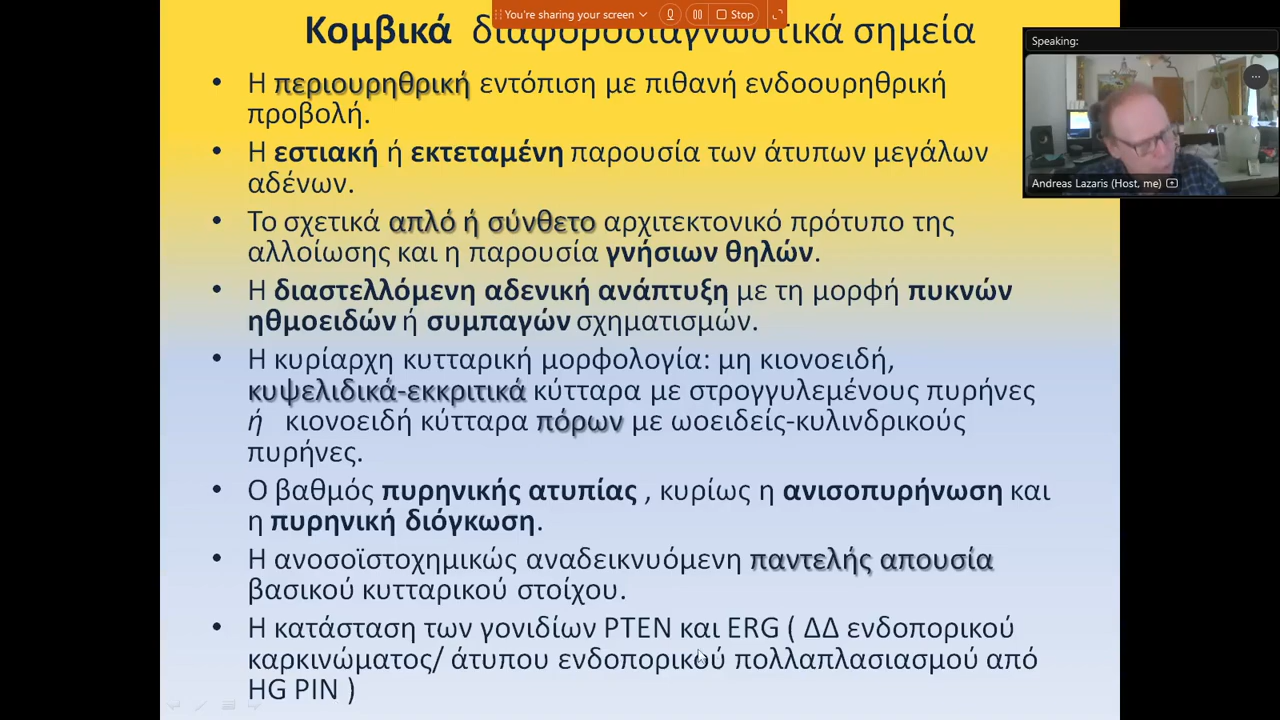 You're sharing your screen
Stop
Κομβικά διαφοροδιαγνωστικά σημεία
Speaking:
• Η περιουρηθρική εντόπιση με πιθανή ενδοουρηθρική
προβολή.
• Η εστιακή ή εκτεταμένη παρουσία των άτυπων μεγάλων
αδένων.
Andreas Lazaris (Host, me)
• Το σχετικά απλό ή σύνθετο αρχιτεκτονικό πρότυπο της
αλλοίωσης και η παρουσία γνήσιων θηλών.
• Η διαστελλόμενη αδενική ανάπτυξη με τη μορφή πυκνών
ηθμοειδών ή συμπαγών σχηματισμών.
• Η κυρίαρχη κυτταρική μορφολογία: μη κιονοειδή,
κυψελιδικά-εκκριτικά κύτταρα με στρογγυλεμένους πυρήνες
ή κιονοειδή κύτταρα πόρων με ωοειδείς-κυλινδρικούς
πυρήνες.
• Ο βαθμός πυρηνικής ατυπίας , κυρίως η ανισοπυρήνωση και
η πυρηνική διόγκωση.
• Η ανοσοϊστοχημικώς αναδεικνυόμενη παντελής απουσία
βασικού κυτταρικού στοίχου.
• Η κατάσταση των γονιδίων PTEN και ERG ( ΔΔ ενδοπορικού
καρκινώματος/ άτυπου ενδοπορικού πολλαπλασιασμού από
HG PIN )